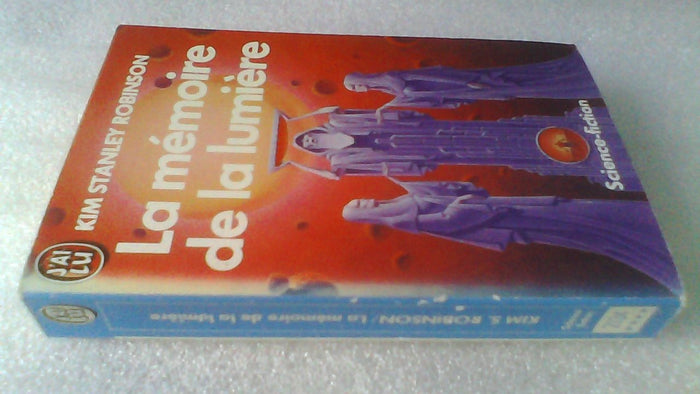 KIM STANLEY ROBINSON
La mémoire
de la lumière
J'AI
LU
Science-fiction
KIM S. ROBINSON La mémoire de la lumière